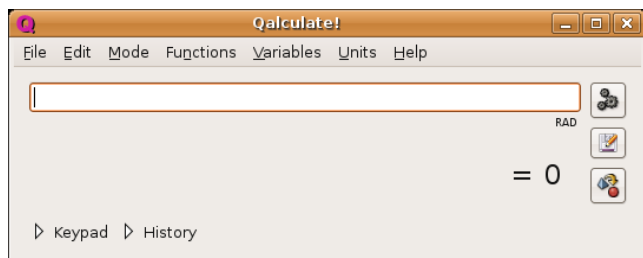 Qalculate!
File Edit Mode Functions Variables Units Help
RAD
= 0
Keypad History